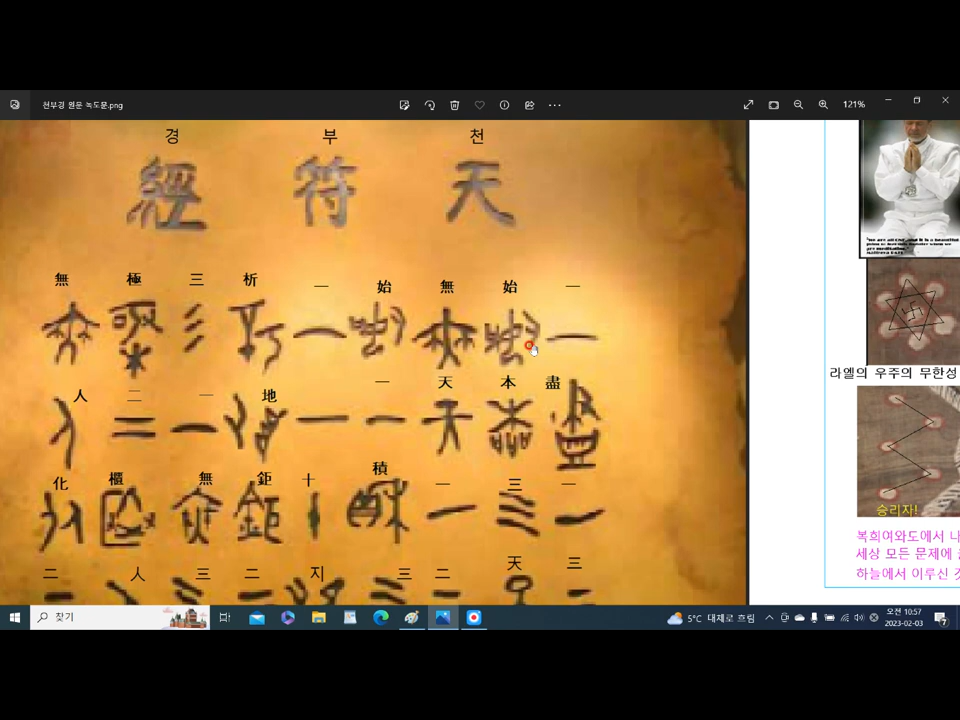 천부경 원문 녹도문.png
121%
경 부 천
經 符 天
無 極 三 析 一 始 無 始 一
人 二 一 地 一 天 本 盡
化 櫃 無 鉅 十 積 一 三 一
二 人 三 二 지 三 二 天 三
라엘의 우주의 무한성
승리자!
복희여와도에서 나
세상 모든 문제에
하늘에서 이루신 것
찾기
5°C 대체로 흐림
오전 10:57
2023-02-03
7